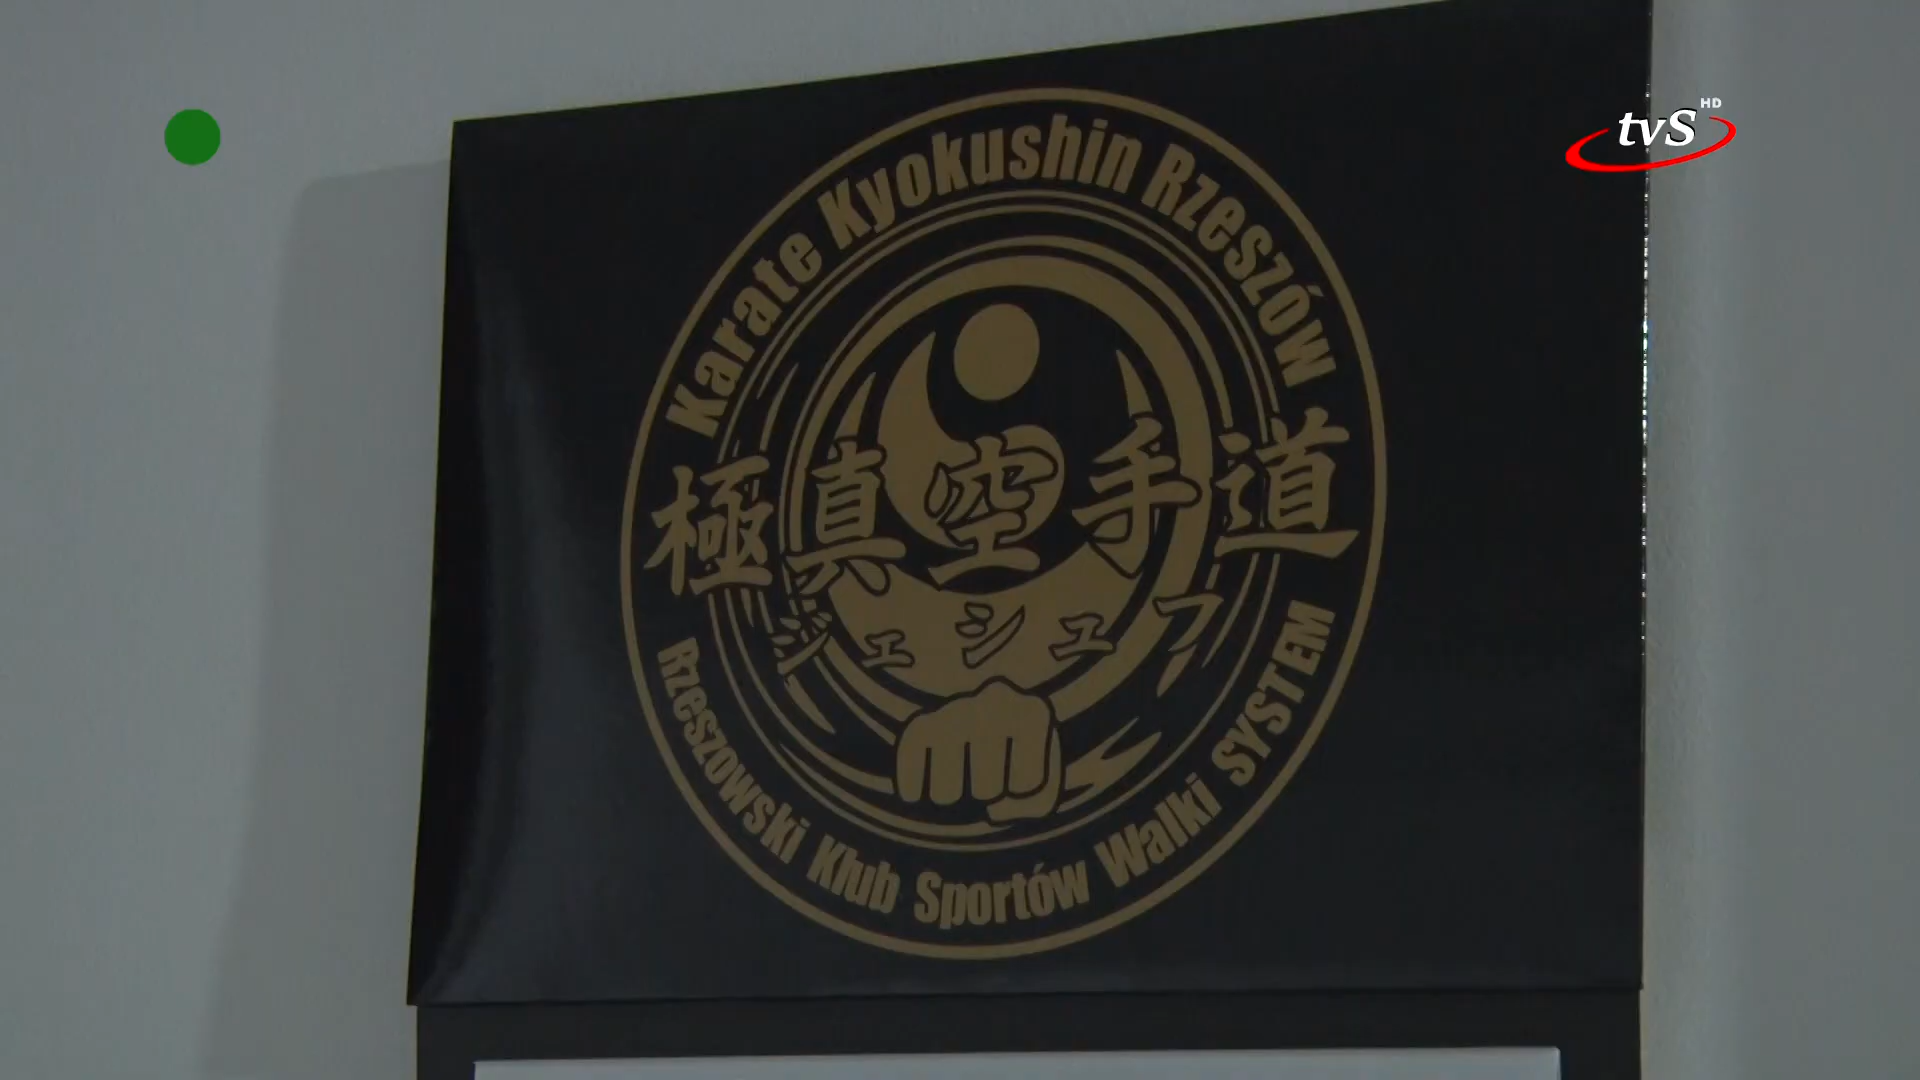 tvS HD
Karate Kyokushin Rzeszów
極真空手道
ジェシュフ
Rzeszowski Klub Sportów Walki SYSTEM